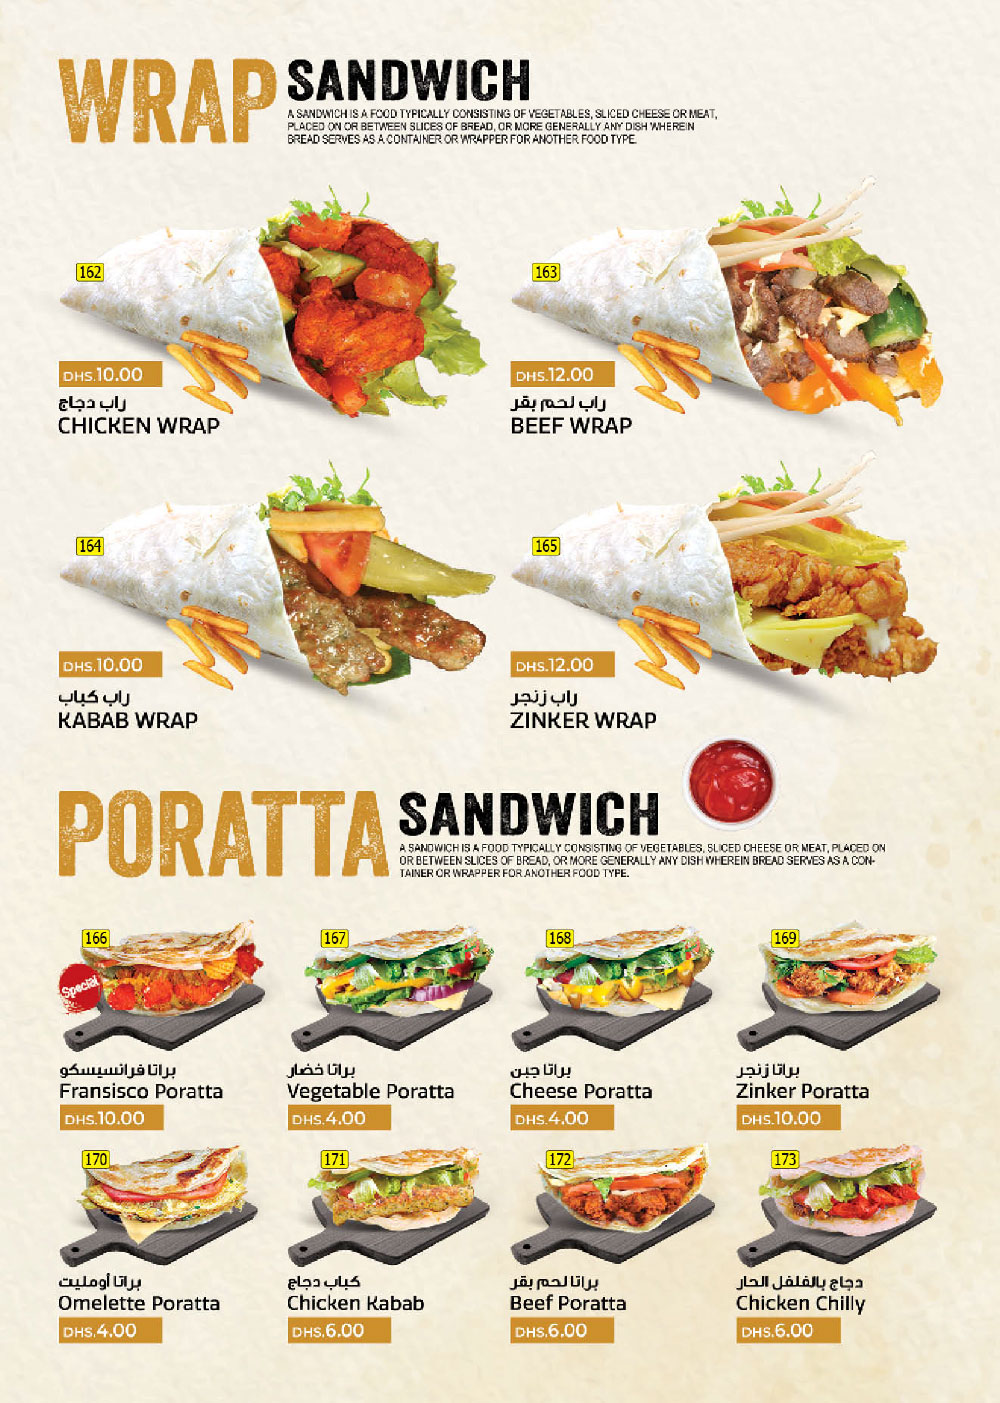 WRAP SANDWICH
A SANDWICH IS A FOOD TYPICALLY CONSISTING OF VEGETABLES, SLICED CHEESE OR MEAT,
PLACED ON OR BETWEEN SLICES OF BREAD, OR MORE GENERALLY ANY DISH WHEREIN
BREAD SERVES AS A CONTAINER OR WRAPPER FOR ANOTHER FOOD TYPE.
162
DHS.10.00
راب دجاج
CHICKEN WRAP
163
DHS.12.00
راب لحم بقر
BEEF WRAP
164
DHS.10.00
راب كباب
KABAB WRAP
165
DHS.12.00
راب زنجر
ZINKER WRAP
PORATTA SANDWICH
A SANDWICH IS A FOOD TYPICALLY CONSISTING OF VEGETABLES, SLICED CHEESE OR MEAT, PLACED ON
OR BETWEEN SLICES OF BREAD, OR MORE GENERALLY ANY DISH WHEREIN BREAD SERVES AS A CON-
TAINER OR WRAPPER FOR ANOTHER FOOD TYPE.
166
Special
براتا فرانسيسكو
Fransisco Poratta
DHS.10.00
167
براتا خضار
Vegetable Poratta
DHS.4.00
168
براتا جبن
Cheese Poratta
DHS.4.00
169
براتا زنجر
Zinker Poratta
DHS.10.00
170
براتا أومليت
Omelette Poratta
DHS.4.00
171
كباب دجاج
Chicken Kabab
DHS.6.00
172
براتا لحم بقر
Beef Poratta
DHS.6.00
173
دجاج بالفلفل الحار
Chicken Chilly
DHS.6.00